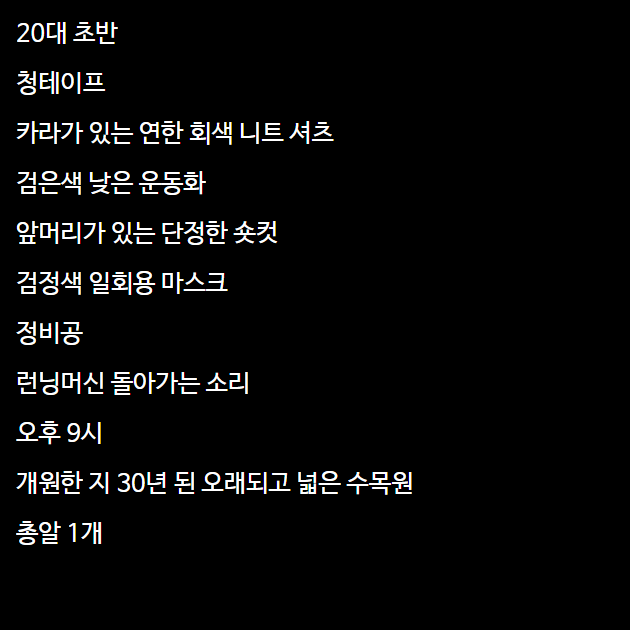 20대 초반
청테이프
카라가 있는 연한 회색 니트 셔츠
검은색 낮은 운동화
앞머리가 있는 단정한 숏컷
검정색 일회용 마스크
정비공
런닝머신 돌아가는 소리
오후 9시
개원한 지 30년 된 오래되고 넓은 수목원
총알 1개